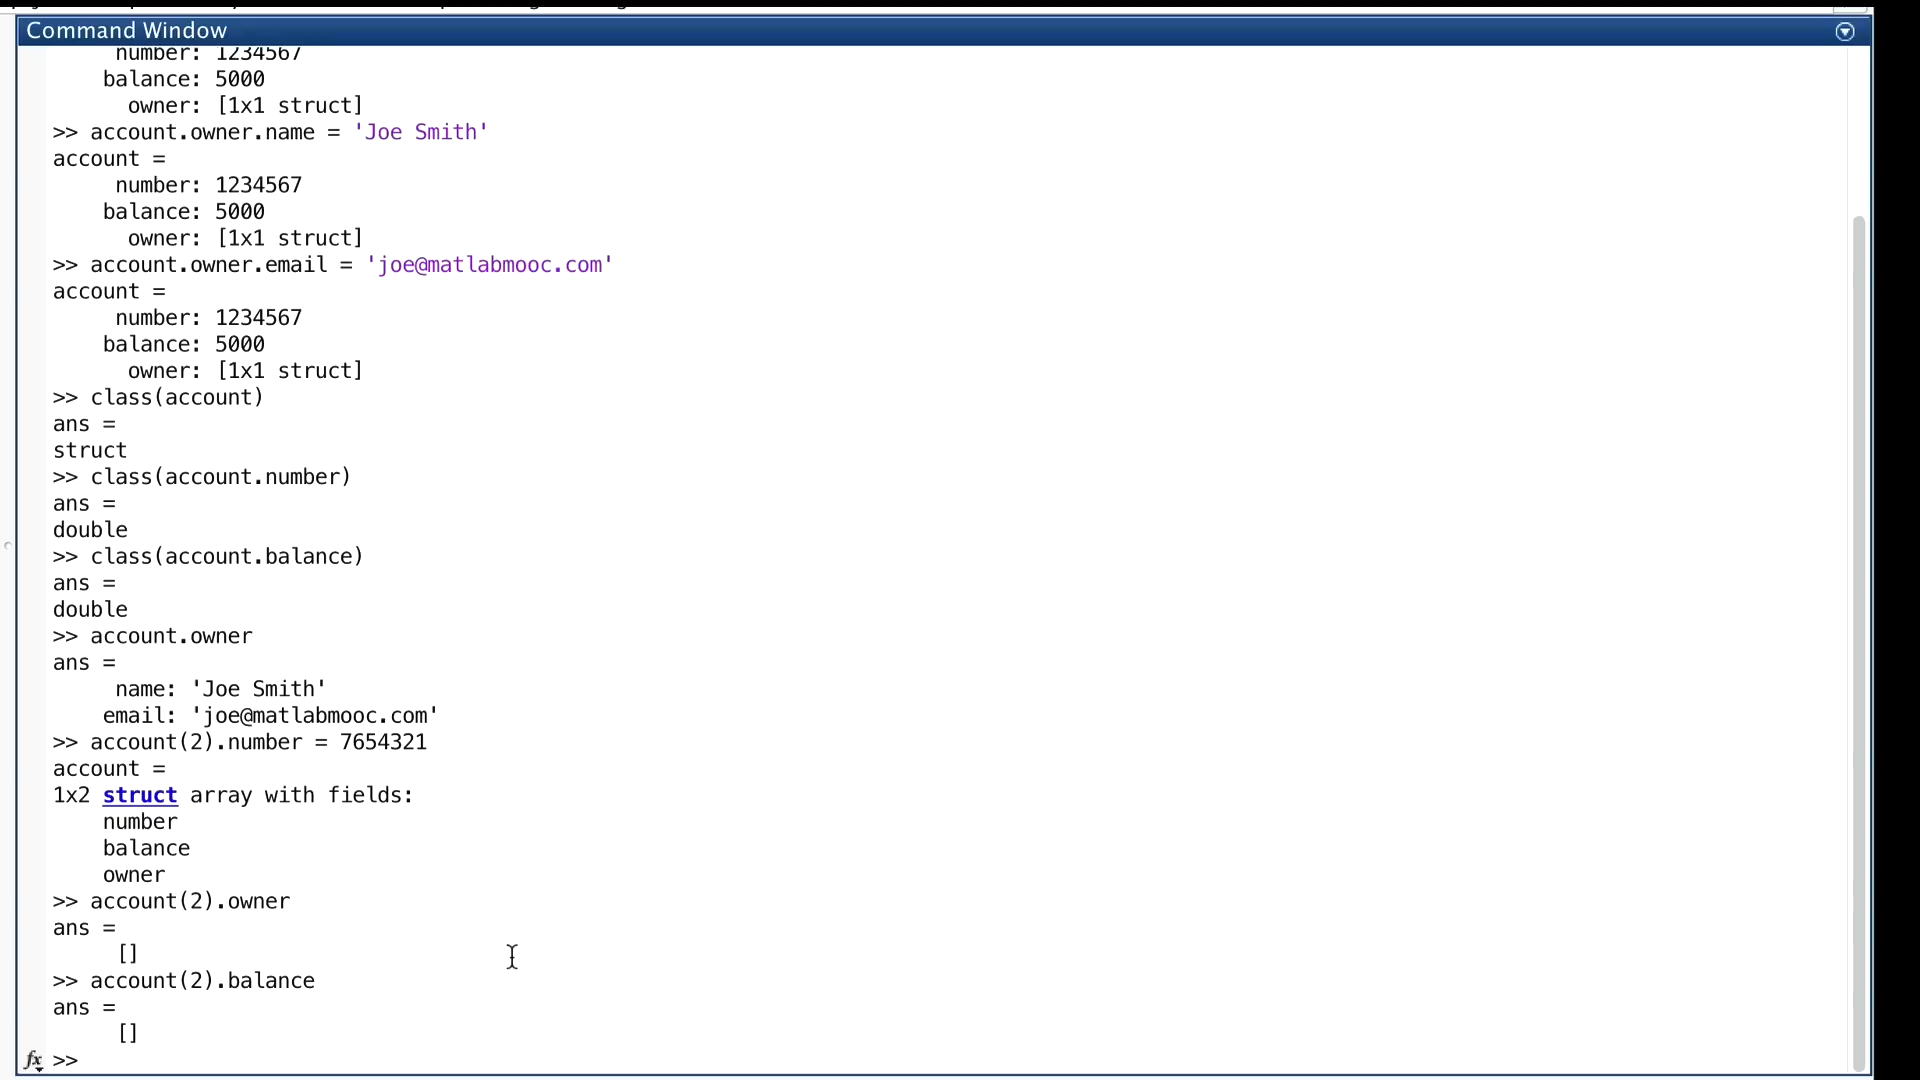 Command Window
number: 1234567
balance: 5000
owner: [1x1 struct]
>> account.owner.name = 'Joe Smith'
account =
number: 1234567
balance: 5000
owner: [1x1 struct]
>> account.owner.email = 'joe@matlabmooc.com'
account =
number: 1234567
balance: 5000
owner: [1x1 struct]
>> class(account)
ans =
struct
>> class(account.number)
ans =
double
>> class(account.balance)
ans =
double
>> account.owner
ans =
name: 'Joe Smith'
email: 'joe@matlabmooc.com'
>> account(2).number = 7654321
account =
1x2 struct array with fields:
number
balance
owner
>> account(2).owner
ans =
[]
>> account(2).balance
ans =
[]
fx >>